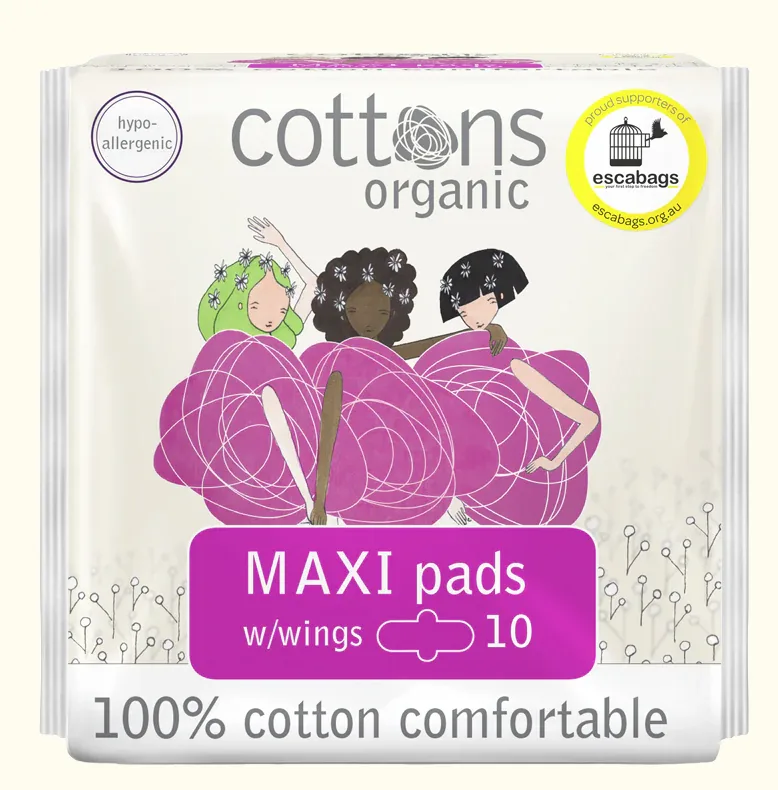 hypo-
allergenic
cottons
organic
proud supporters of
escabags
your first step to freedom
escabags.org.au
MAXI pads
w/wings 10
100% cotton comfortable